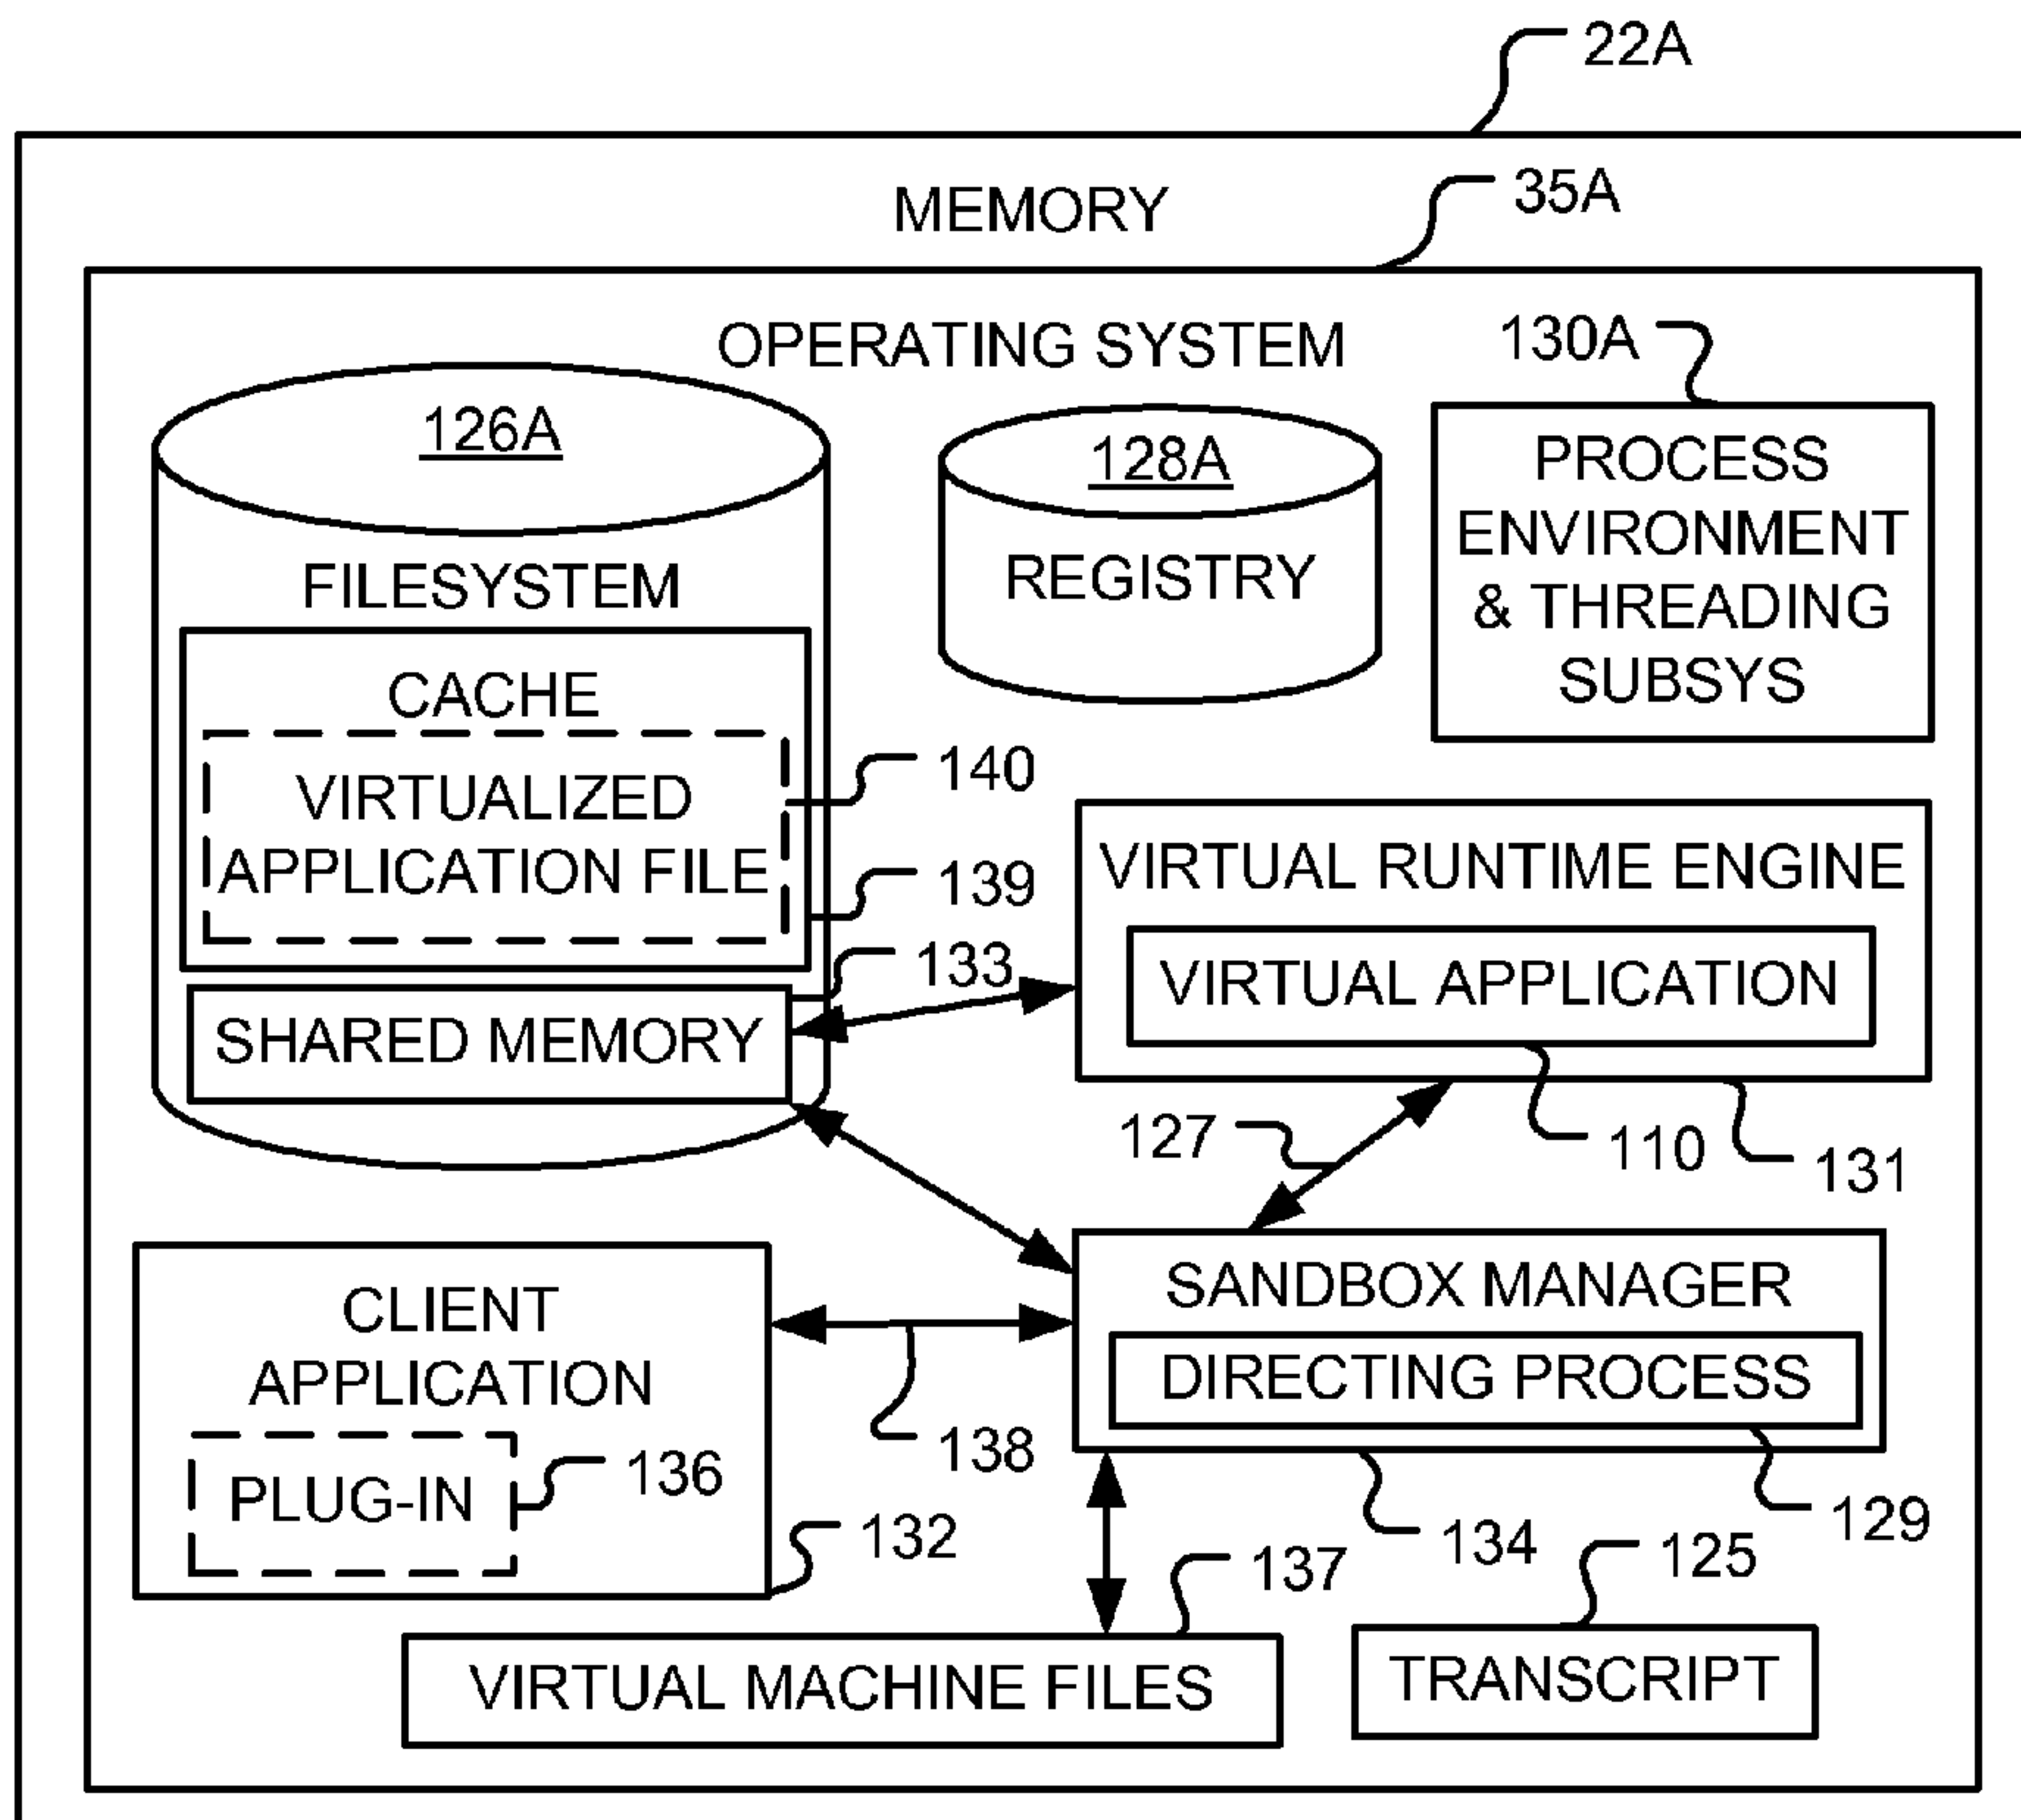 22A
MEMORY
35A
OPERATING SYSTEM
130A
126A
128A
PROCESS
ENVIRONMENT
& THREADING
SUBSYS
FILESYSTEM
REGISTRY
CACHE
VIRTUALIZED
APPLICATION FILE
140
139
133
VIRTUAL RUNTIME ENGINE
VIRTUAL APPLICATION
SHARED MEMORY
127
110
131
CLIENT
APPLICATION
PLUG-IN
136
132
138
SANDBOX MANAGER
DIRECTING PROCESS
134
129
137
125
VIRTUAL MACHINE FILES
TRANSCRIPT